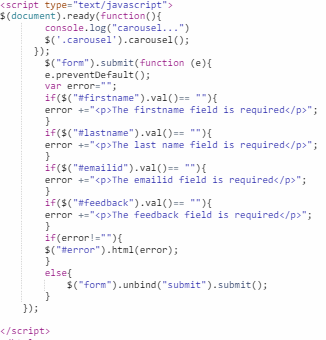 <script type="text/javascript">
$(document).ready(function(){
console.log("carousel...")
$('.carousel').carousel();
});
$("form").submit(function (e){
e.preventDefault();
var error="";
if($("#firstname").val()== ""){
error +="<p>The firstname field is required</p>";
}
if($("#lastname").val()== ""){
error +="<p>The last name field is required</p>";
}
if($("#emailid").val()== ""){
error +="<p>The emailid field is required</p>";
}
if($("#feedback").val()== ""){
error +="<p>The feedback field is required</p>";
}
if(error!=""){
$("#error").html(error);
}
else{
$("form").unbind("submit").submit();
}
});
</script>